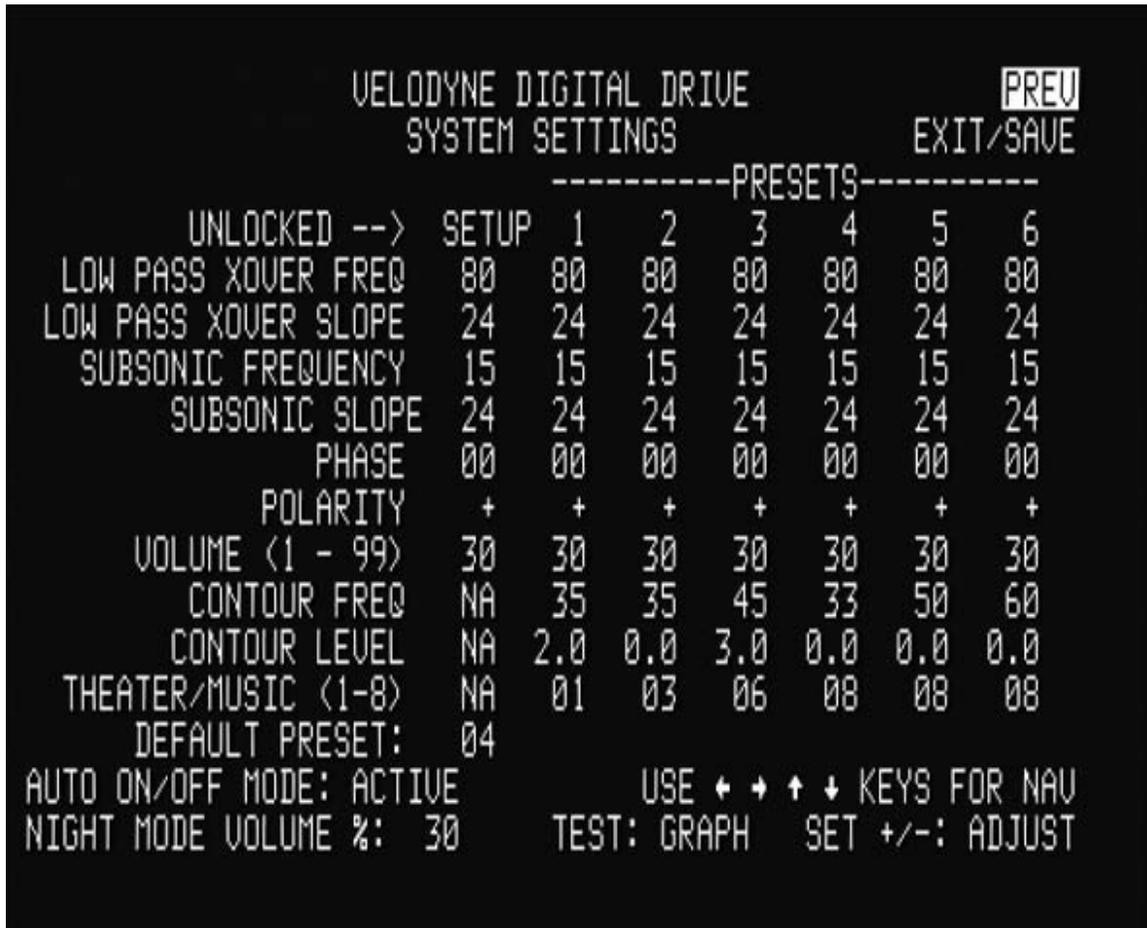 VELODYNE DIGITAL DRIVE PREV
SYSTEM SETTINGS EXIT/SAVE
----------PRESETS----------
UNLOCKED --> SETUP 1 2 3 4 5 6
LOW PASS XOVER FREQ 80 80 80 80 80 80 80
LOW PASS XOVER SLOPE 24 24 24 24 24 24 24
SUBSONIC FREQUENCY 15 15 15 15 15 15 15
SUBSONIC SLOPE 24 24 24 24 24 24 24
PHASE 00 00 00 00 00 00 00
POLARITY + + + + + + +
VOLUME (1 - 99) 30 30 30 30 30 30 30
CONTOUR FREQ NA 35 35 45 33 50 60
CONTOUR LEVEL NA 2.0 0.0 3.0 0.0 0.0 0.0
THEATER/MUSIC (1-8) NA 01 03 06 08 08 08
DEFAULT PRESET: 04
AUTO ON/OFF MODE: ACTIVE USE ← → ↑ ↓ KEYS FOR NAV
NIGHT MODE VOLUME %: 30 TEST: GRAPH SET +/-: ADJUST